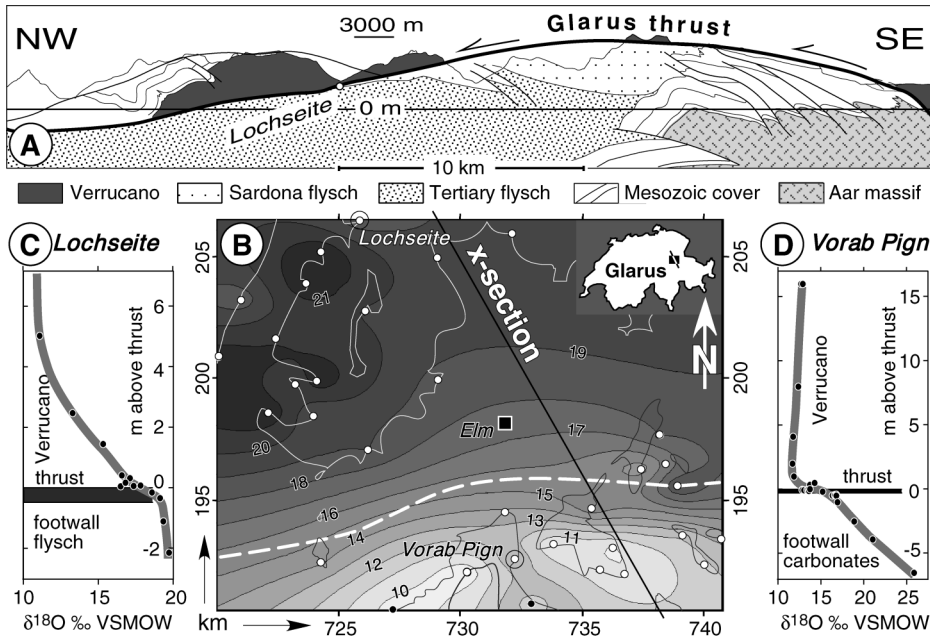 NW
3000 m
Glarus thrust
SE
Lochseite
0 m
A
10 km
Verrucano
Sardona flysch
Tertiary flysch
Mesozoic cover
Aar massif
C
Lochseite
6
4
2
0
-2
m above thrust
Verrucano
thrust
footwall
flysch
10
15
20
δ18O ‰ VSMOW
B
Lochseite
x-section
Glarus
N
205
200
195
205
200
195
21
20
19
18
17
16
15
14
13
12
11
10
Elm
Vorab Pign
km
725
730
735
740
D
Vorab Pign
15
10
5
0
-5
m above thrust
Verrucano
thrust
footwall
carbonates
10
15
20
25
δ18O ‰ VSMOW